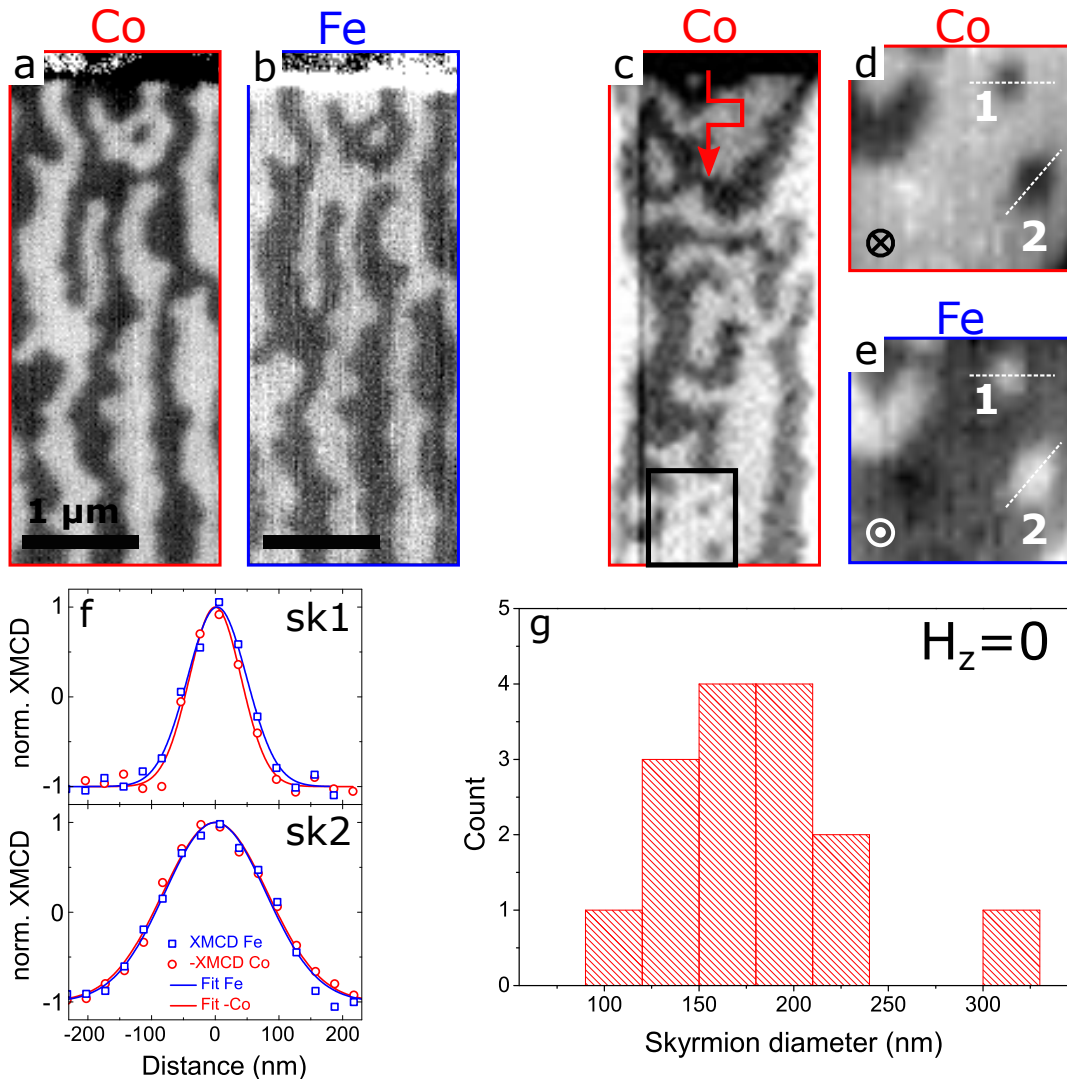 Co
Fe
Co
Co
a
b
c
d
1
2
Fe
e
1
2
1 μm
f
sk1
norm. XMCD
1
0
-1
sk2
norm. XMCD
1
0
-1
XMCD Fe
-XMCD Co
Fit Fe
Fit -Co
-200
-100
0
100
200
Distance (nm)
g
H_z=0
Count
5
4
3
2
1
0
100
150
200
250
300
Skyrmion diameter (nm)